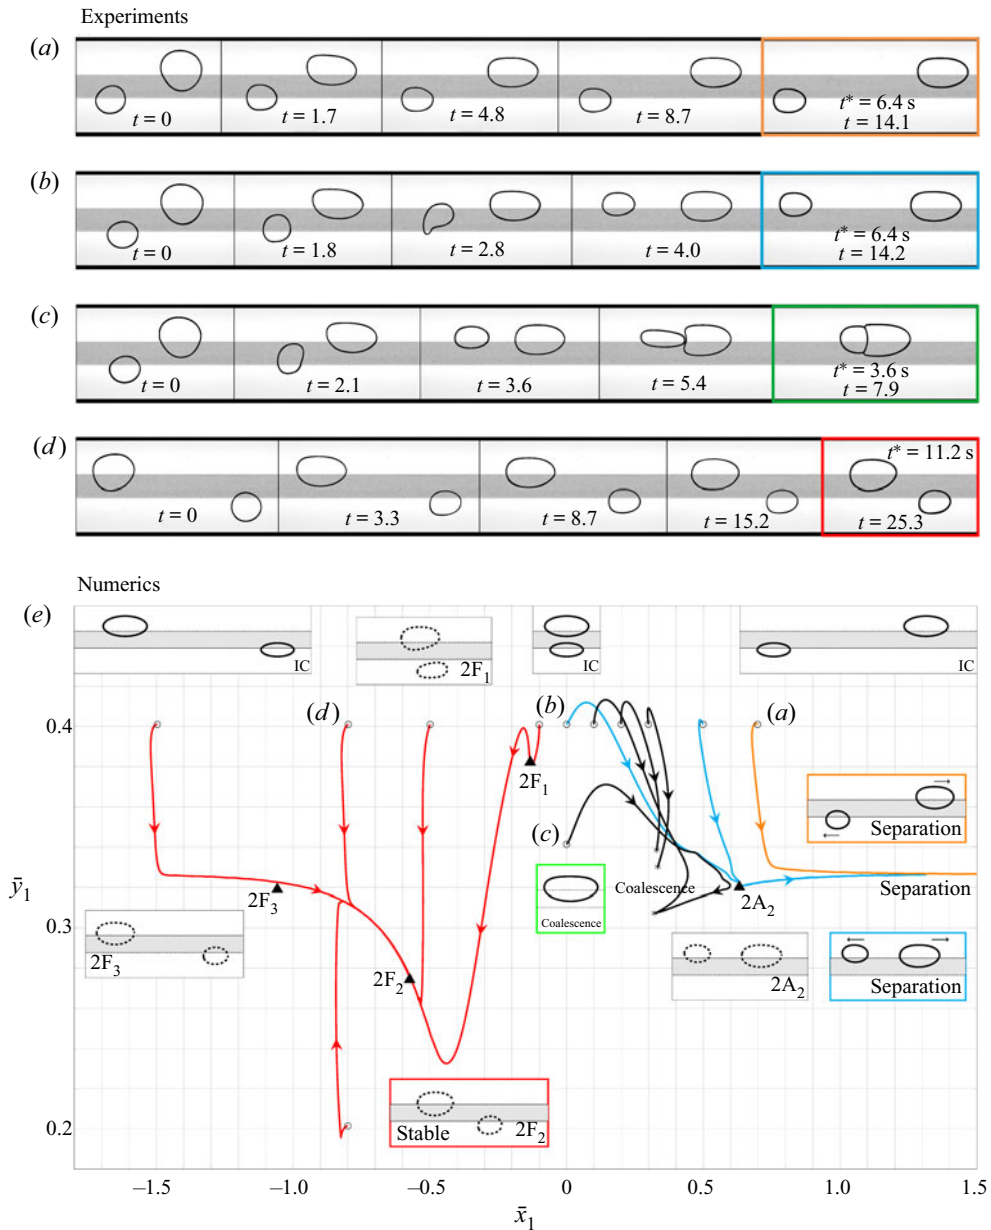 Experiments
(a)
t = 0
t = 1.7
t = 4.8
t = 8.7
t* = 6.4 s
t = 14.1
(b)
t = 0
t = 1.8
t = 2.8
t = 4.0
t* = 6.4 s
t = 14.2
(c)
t = 0
t = 2.1
t = 3.6
t = 5.4
t* = 3.6 s
t = 7.9
(d)
t = 0
t = 3.3
t = 8.7
t = 15.2
t* = 11.2 s
t = 25.3
Numerics
(e)
IC
2F₁
IC
IC
0.4
(d)
(b)
(a)
2F₁
(c)
Separation
Coalescence
Coalescence
ȳ₁
0.3
2F₃
2A₂
Separation
2F₃
2F₂
2A₂
Separation
Stable
2F₂
0.2
–1.5
–1.0
–0.5
0
0.5
1.0
1.5
x̄₁